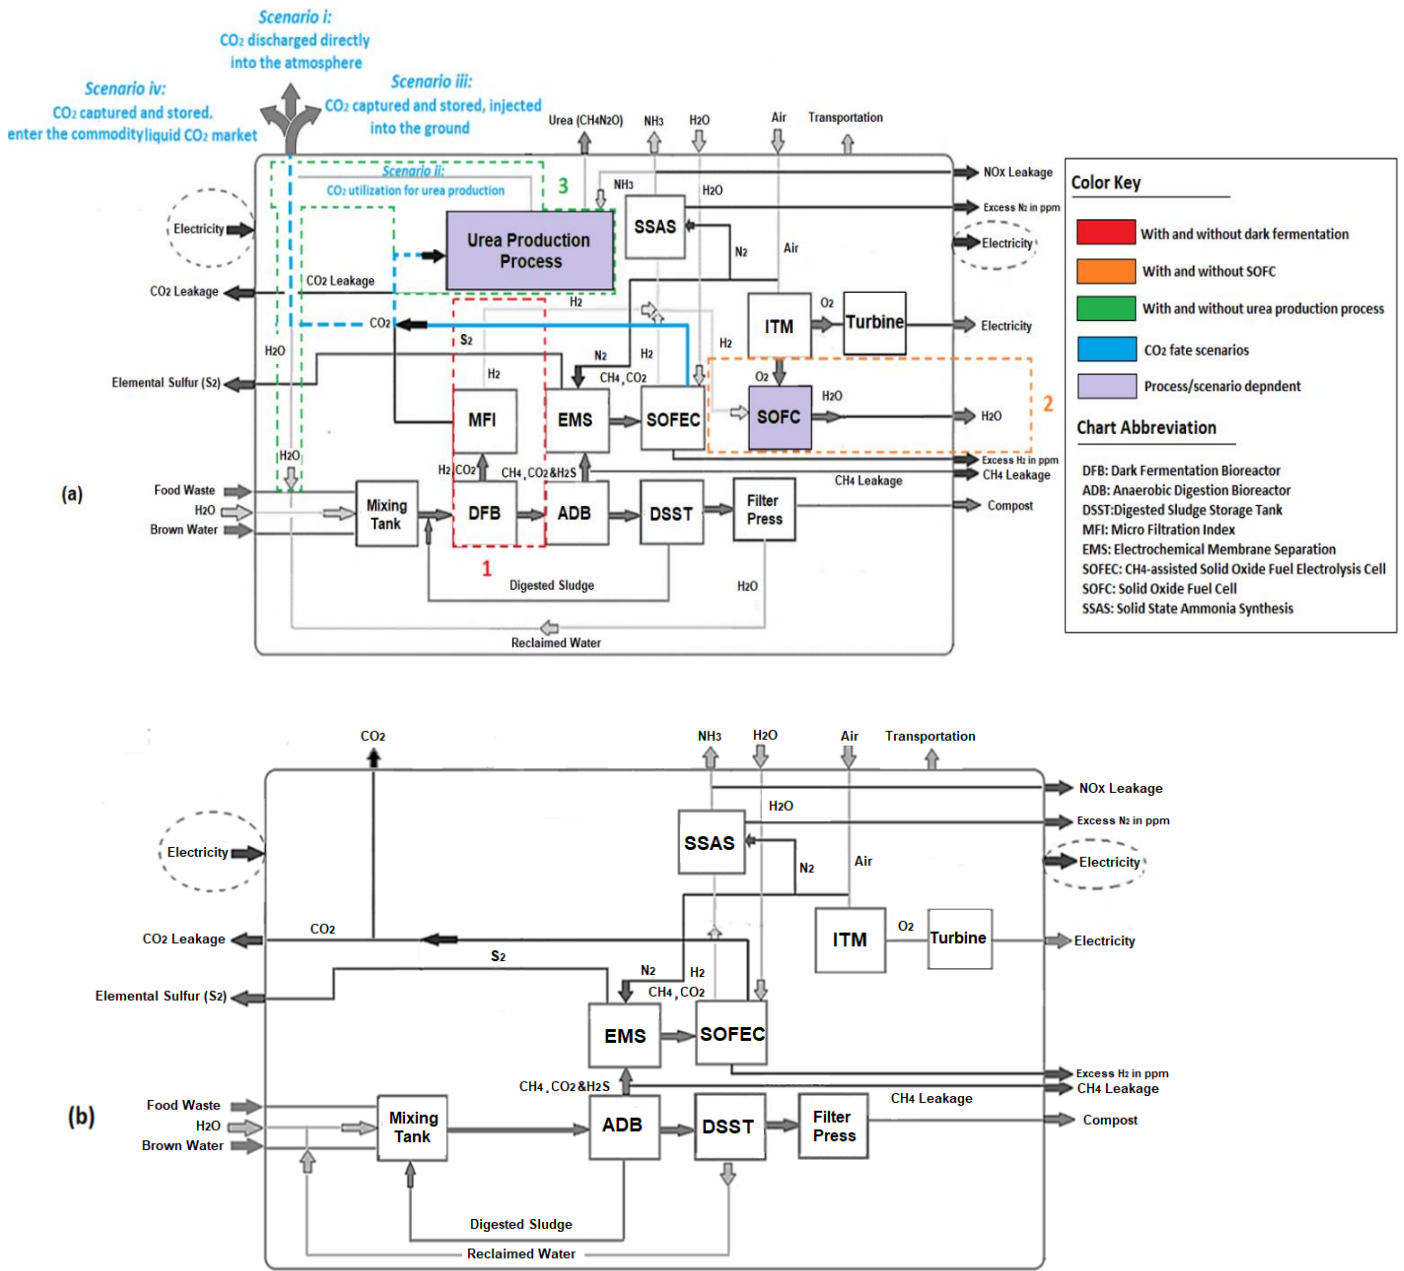 Scenario i:
CO2 discharged directly
into the atmosphere
Scenario iv:
CO2 captured and stored,
enter the commodity liquid CO2 market
Scenario iii:
CO2 captured and stored, injected
into the ground
Urea (CH4N2O)
NH3
H2O
Air
Transportation
Scenario ii:
CO2 utilization for urea production
3
NH3
H2O
NOx Leakage
Excess N2 in ppm
Electricity
Electricity
SSAS
Urea Production
Process
N2
Air
CO2 Leakage
CO2 Leakage
H2
O2
ITM
Turbine
Electricity
CO2
S2
H2
H2
H2O
N2
CH4, CO2
H2
O2
H2O
Elemental Sulfur (S2)
MFI
EMS
SOFEC
SOFC
H2O
2
H2O
H2, CO2
CH4, CO2 &H2S
Excess H2 in ppm
CH4 Leakage
CH4 Leakage
(a)
Food Waste
H2O
Brown Water
Mixing
Tank
DFB
ADB
DSST
Filter
Press
Compost
1
Digested Sludge
H2O
Reclaimed Water
Color Key
With and without dark fermentation
With and without SOFC
With and without urea production process
CO2 fate scenarios
Process/scenario depndent
Chart Abbreviation
DFB: Dark Fermentation Bioreactor
ADB: Anaerobic Digestion Bioreactor
DSST:Digested Sludge Storage Tank
MFI: Micro Filtration Index
EMS: Electrochemical Membrane Separation
SOFEC: CH4-assisted Solid Oxide Fuel Electrolysis Cell
SOFC: Solid Oxide Fuel Cell
SSAS: Solid State Ammonia Synthesis
CO2
NH3
H2O
Air
Transportation
NOx Leakage
H2O
Excess N2 in ppm
Electricity
SSAS
N2
Air
Electricity
CO2 Leakage
CO2
ITM
O2
Turbine
Electricity
S2
N2
H2
CH4, CO2
Elemental Sulfur (S2)
EMS
SOFEC
Excess H2 in ppm
CH4, CO2 &H2S
CH4 Leakage
CH4 Leakage
(b)
Food Waste
H2O
Brown Water
Mixing
Tank
ADB
DSST
Filter
Press
Compost
Digested Sludge
Reclaimed Water